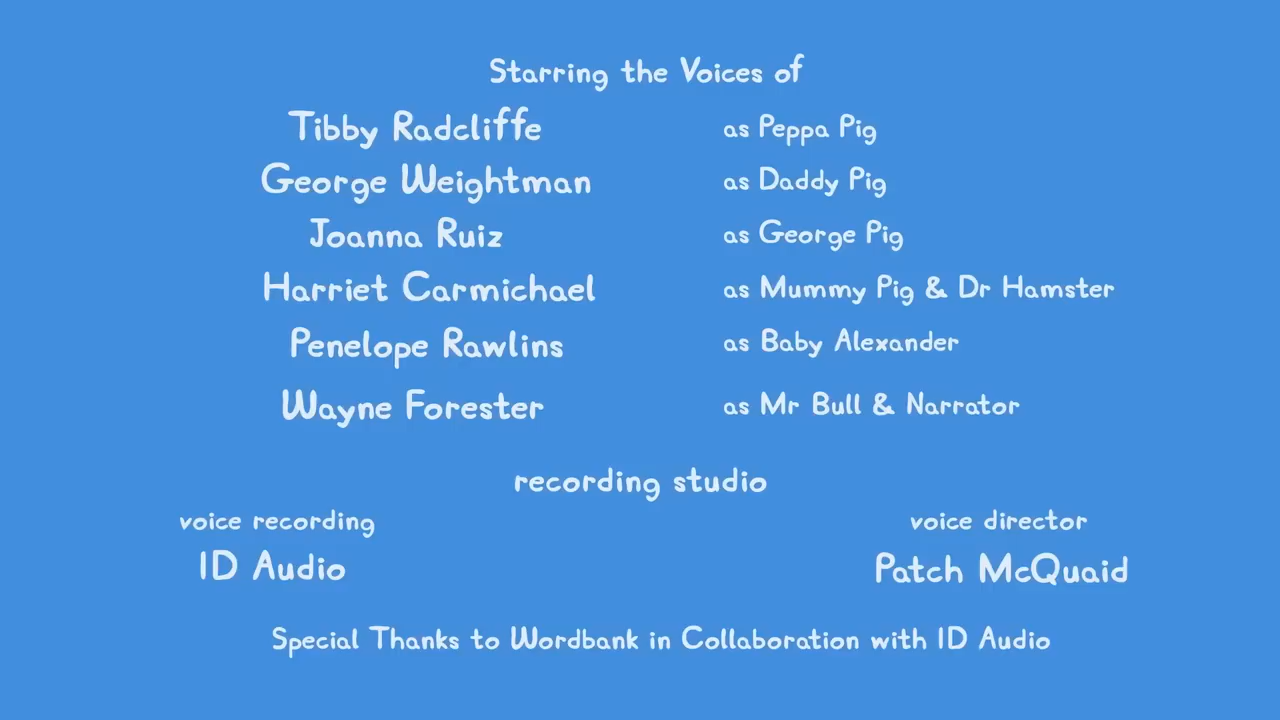 Starring the Voices of
Tibby Radcliffe as Peppa Pig
George Weightman as Daddy Pig
Joanna Ruiz as George Pig
Harriet Carmichael as Mummy Pig & Dr Hamster
Penelope Rawlins as Baby Alexander
Wayne Forester as Mr Bull & Narrator
recording studio
voice recording voice director
ID Audio Patch McQuaid
Special Thanks to Wordbank in Collaboration with ID Audio